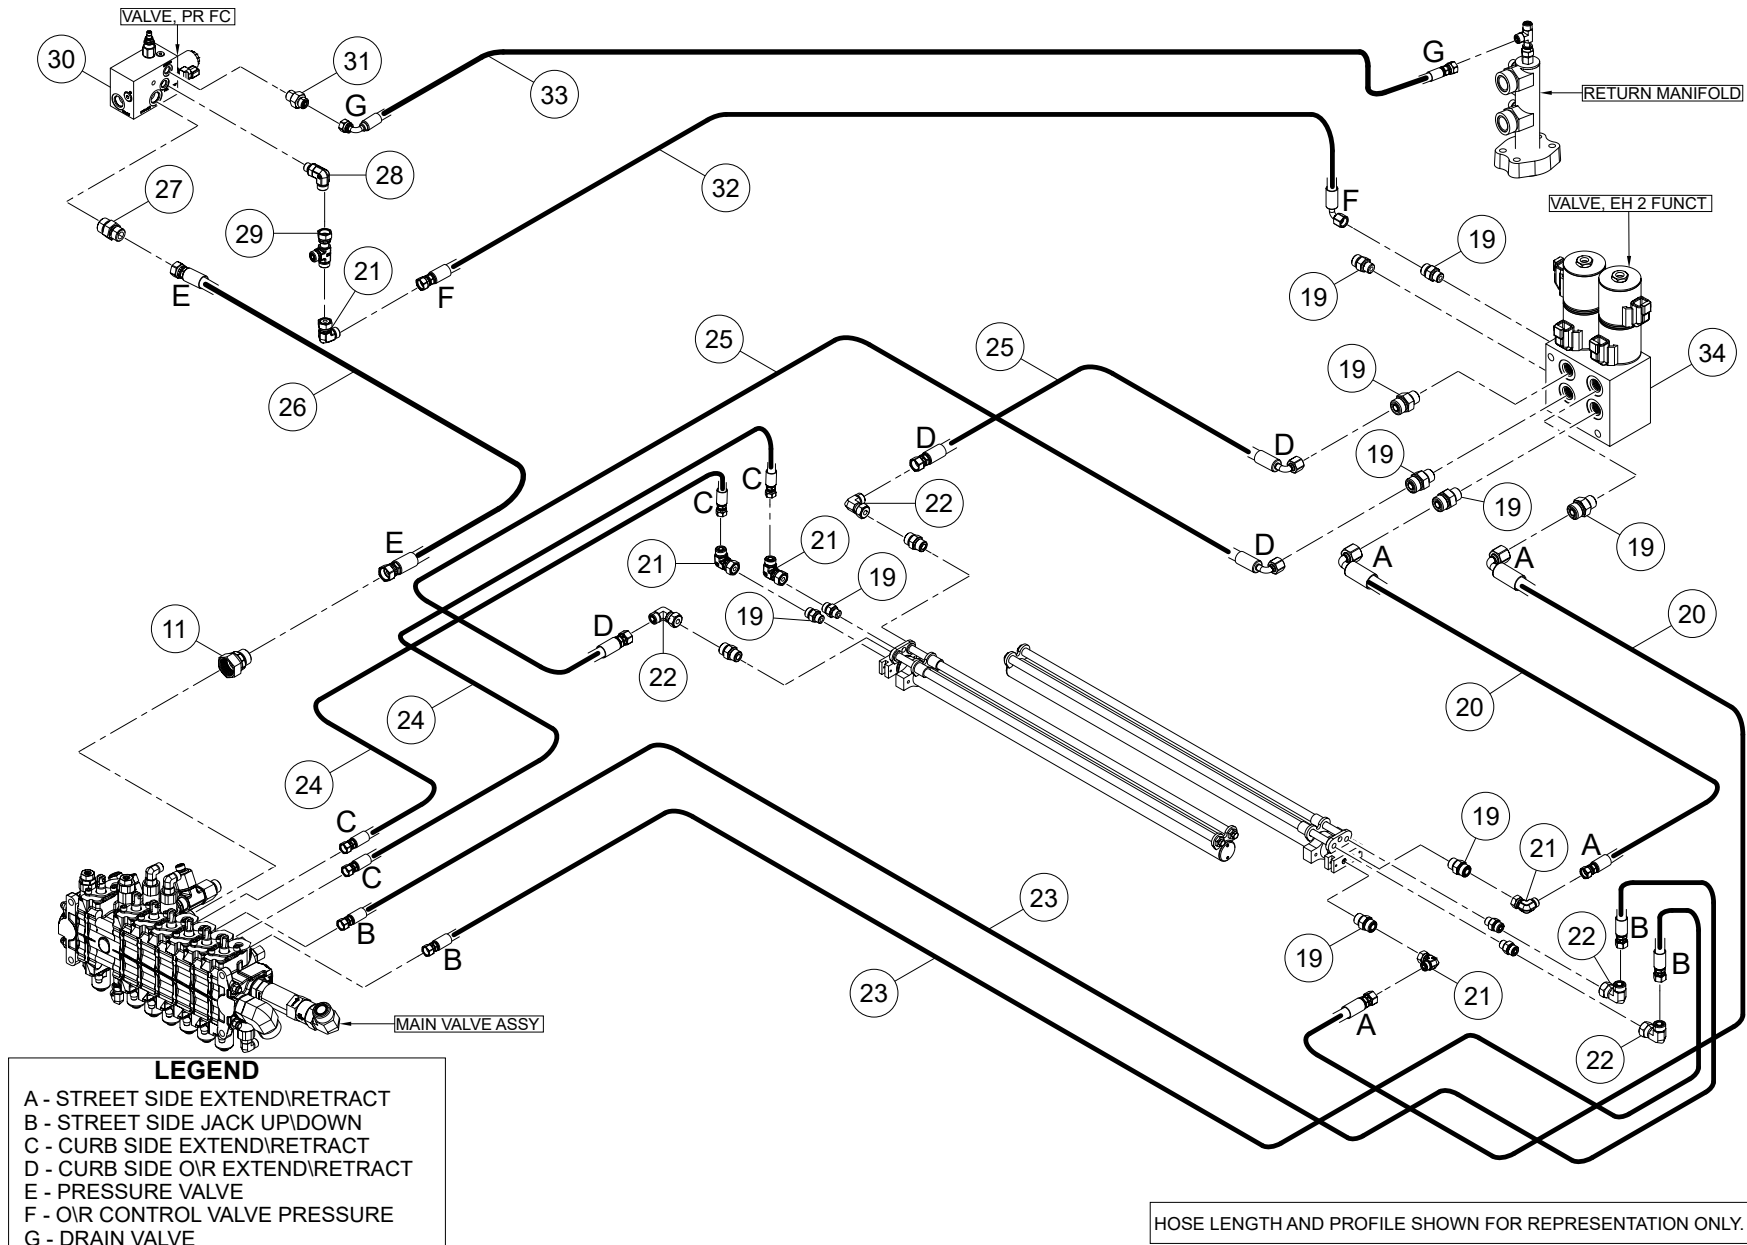 VALVE, PR FC
30
31
G
33
G
RETURN MANIFOLD
28
32
27
F
VALVE, EH 2 FUNCT
29
19
21
19
E
F
25
25
34
19
26
D
D
C
19
C
22
19
E
21
D
A
A
19
21
19
11
19
D
20
22
24
20
24
19
C
21
A
C
23
B
B
22
B
19
B
23
21
A
22
MAIN VALVE ASSY
LEGEND
A - STREET SIDE EXTEND\RETRACT
B - STREET SIDE JACK UP\DOWN
C - CURB SIDE EXTEND\RETRACT
D - CURB SIDE O\R EXTEND\RETRACT
E - PRESSURE VALVE
F - O\R CONTROL VALVE PRESSURE
G - DRAIN VALVE
HOSE LENGTH AND PROFILE SHOWN FOR REPRESENTATION ONLY.